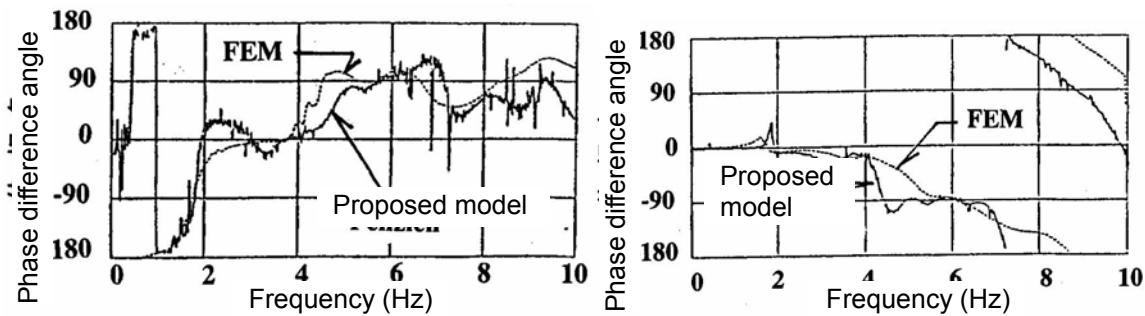 180
90
0
-90
180
Phase difference angle
FEM
Proposed model
0 2 4 6 8 10
Frequency (Hz)
180
90
0
-90
180
Phase difference angle
FEM
Proposed
model
0 2 4 6 8 10
Frequency (Hz)